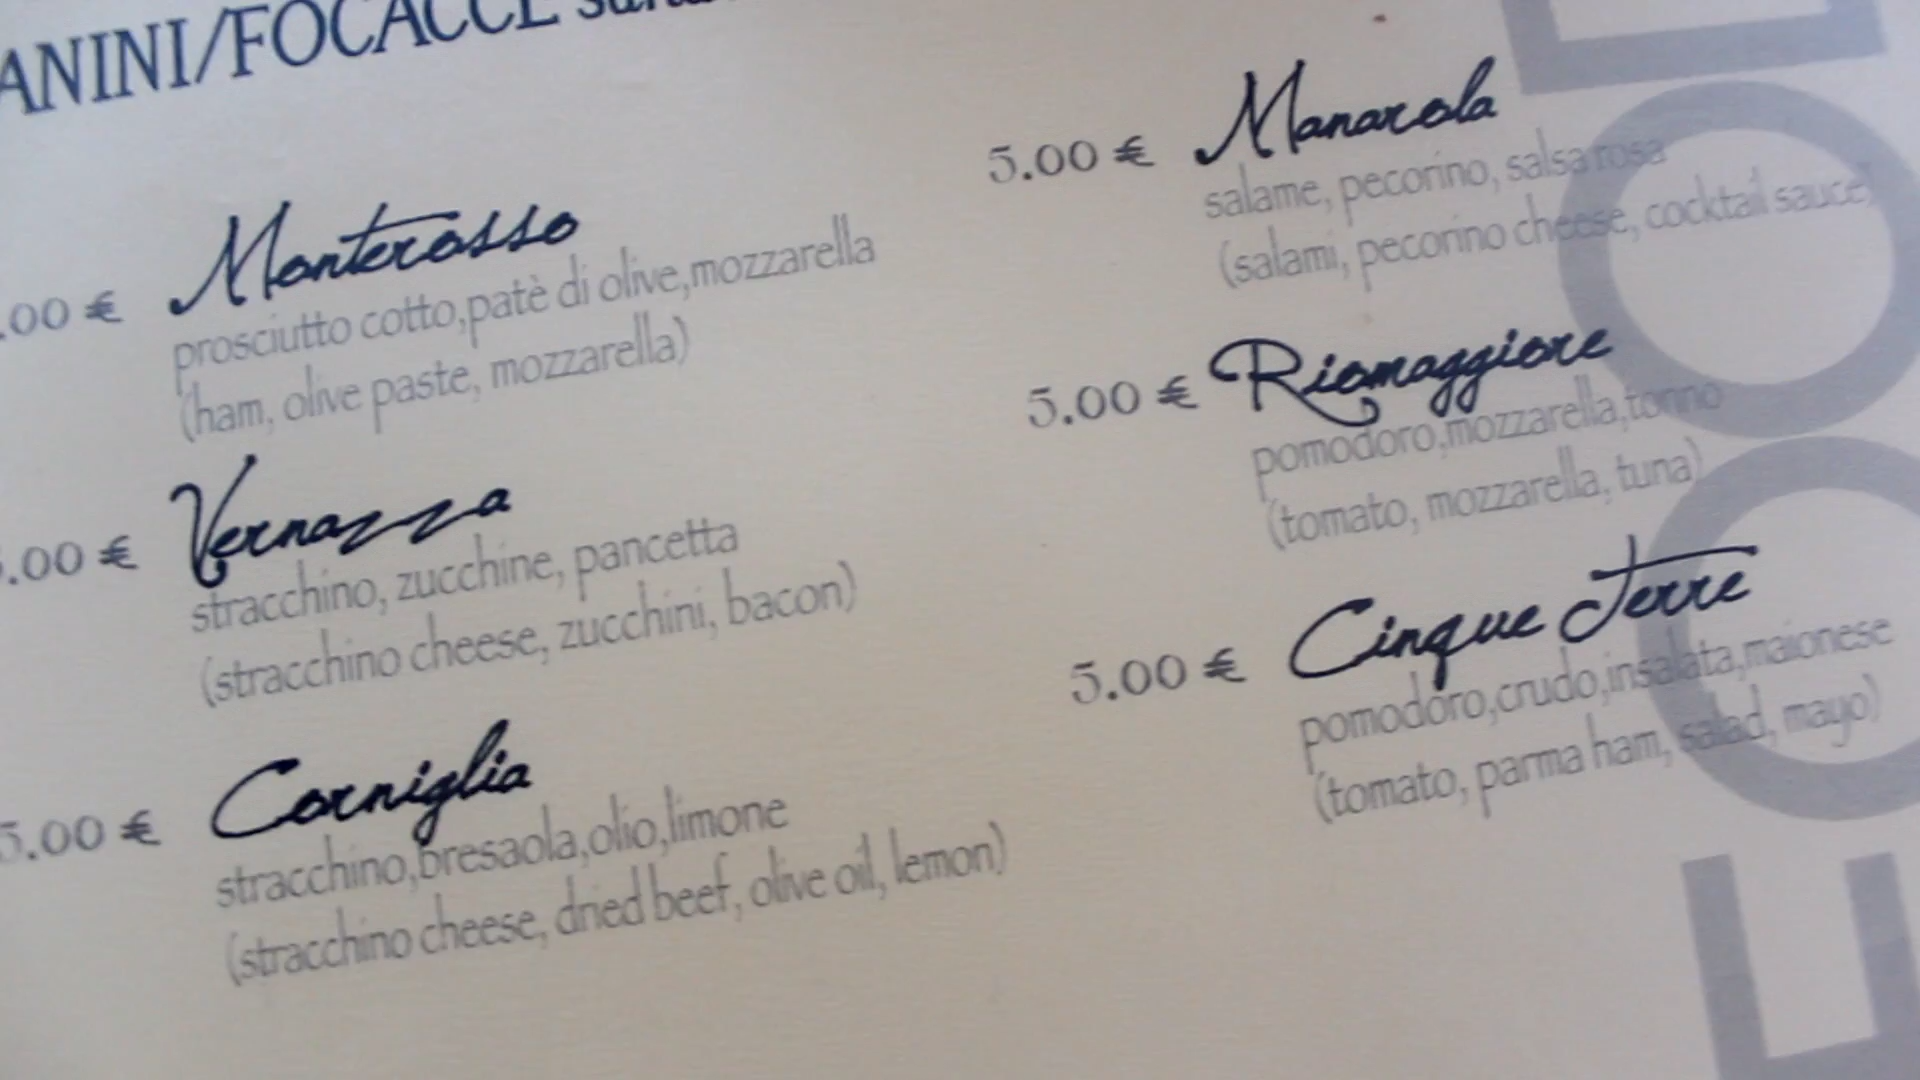 ANINI/FOCACCE
.00 € Monterosso
prosciutto cotto,patè di olive,mozzarella
(ham, olive paste, mozzarella)
.00 € Vernazza
stracchino, zucchine, pancetta
(stracchino cheese, zucchini, bacon)
5.00 € Corniglia
stracchino,bresaola,olio,limone
(stracchino cheese, dried beef, olive oil, lemon)
5.00 € Manarola
salame, pecorino, salsa rosa
(salami, pecorino cheese, cocktail sauce)
5.00 € Riomaggiore
pomodoro,mozzarella,tonno
(tomato, mozzarella, tuna)
5.00 € Cinque Terre
pomodoro,crudo,insalata,maionese
(tomato, parma ham, salad, mayo)